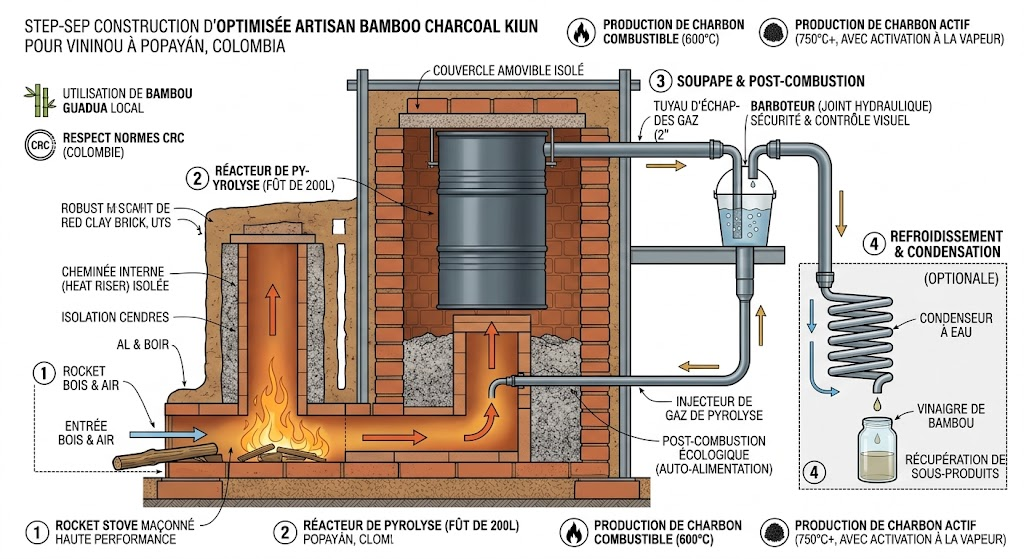 STEP-SEP CONSTRUCTION D'OPTIMISÉE ARTISAN BAMBOO CHARCOAL KIUN
POUR VININOU À POPAYÁN, COLOMBIA
PRODUCTION DE CHARBON
COMBUSTIBLE (600°C)
PRODUCTION DE CHARBON ACTIF
(750°C+, AVEC ACTIVATION À LA VAPEUR)
UTILISATION DE BAMBOU
GUADUA LOCAL
CRC
RESPECT NORMES CRC
(COLOMBIE)
COUVERCLE AMOVIBLE ISOLÉ
3 SOUPAPE & POST-COMBUSTION
TUYAU D'ÉCHAP-
DES GAZ
(2"
BARBOTEUR (JOINT HYDRAULIQUE)
SÉCURITÉ & CONTRÔLE VISUEL
2 RÉACTEUR DE PY-
YROLYSE (FÛT DE 200L)
ROBUST DE
RED CLAY BRICK, UTS
CHEMINÉE INTERNE
(HEAT RISER) ISOLÉE
ISOLATION CENDRES
AL & BOIR
1 ROCKET
BOIS & AIR
ENTRÉE
BOIS & AIR
4 REFROIDISSEMENT
& CONDENSATION
(OPTIONALE)
CONDENSEUR
À EAU
INJECTEUR DE
GAZ DE PYROLYSE
POST-COMBUSTION
ÉCOLOGIQUE
(AUTO-ALIMENTATION)
VINAIGRE DE
BAMBOU
RÉCUPÉRATION DE
SOUS-PRODUITS
4
1 ROCKET STOVE MAÇONNÉ
HAUTE PERFORMANCE
2 RÉACTEUR DE PYROLYSE (FÛT DE 200L)
POPAYÁN,
PRODUCTION DE CHARBON
COMBUSTIBLE (600°C)
PRODUCTION DE CHARBON ACTIF
(750°C+, AVEC ACTIVATION À LA VAPEUR)